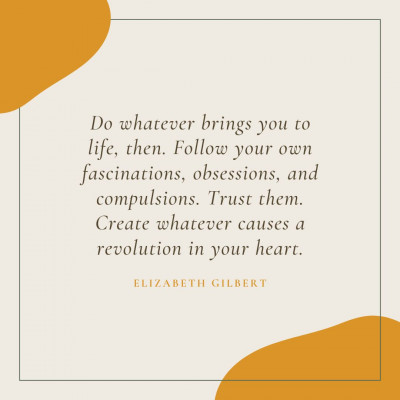 Do whatever brings you to
life, then. Follow your own
fascinations, obsessions, and
compulsions. Trust them.
Create whatever causes a
revolution in your heart.
ELIZABETH GILBERT